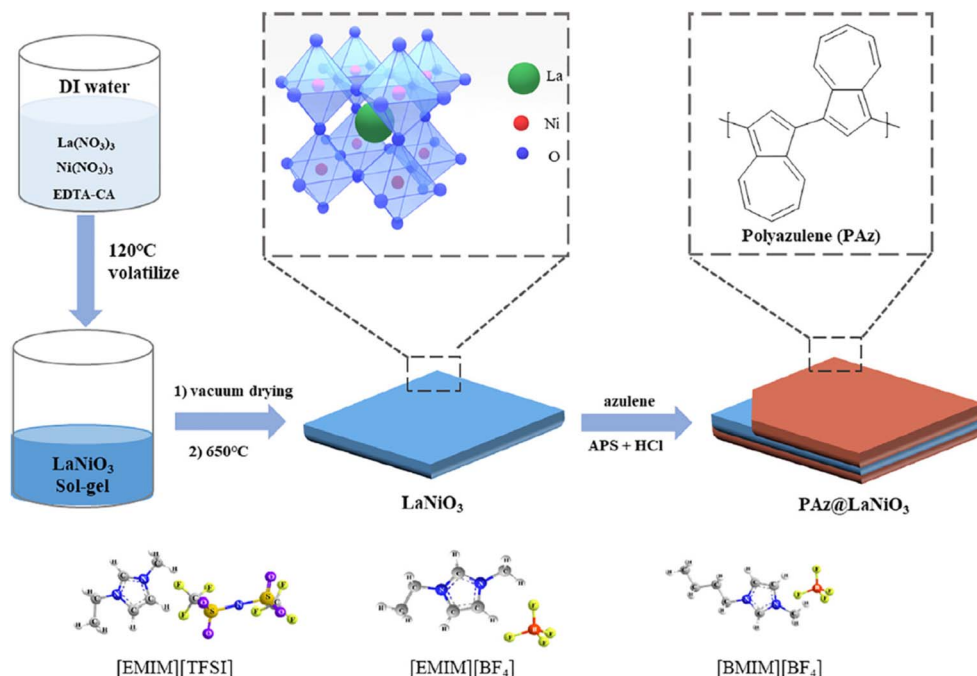 DI water
La(NO₃)₃
Ni(NO₃)₃
EDTA-CA
120°C
volatilize
LaNiO₃
Sol-gel
1) vacuum drying
2) 650°C
La
Ni
O
LaNiO₃
azulene
APS + HCl
Polyazulene (PAz)
PAz@LaNiO₃
[EMIM][TFSI]
[EMIM][BF₄]
[BMIM][BF₄]